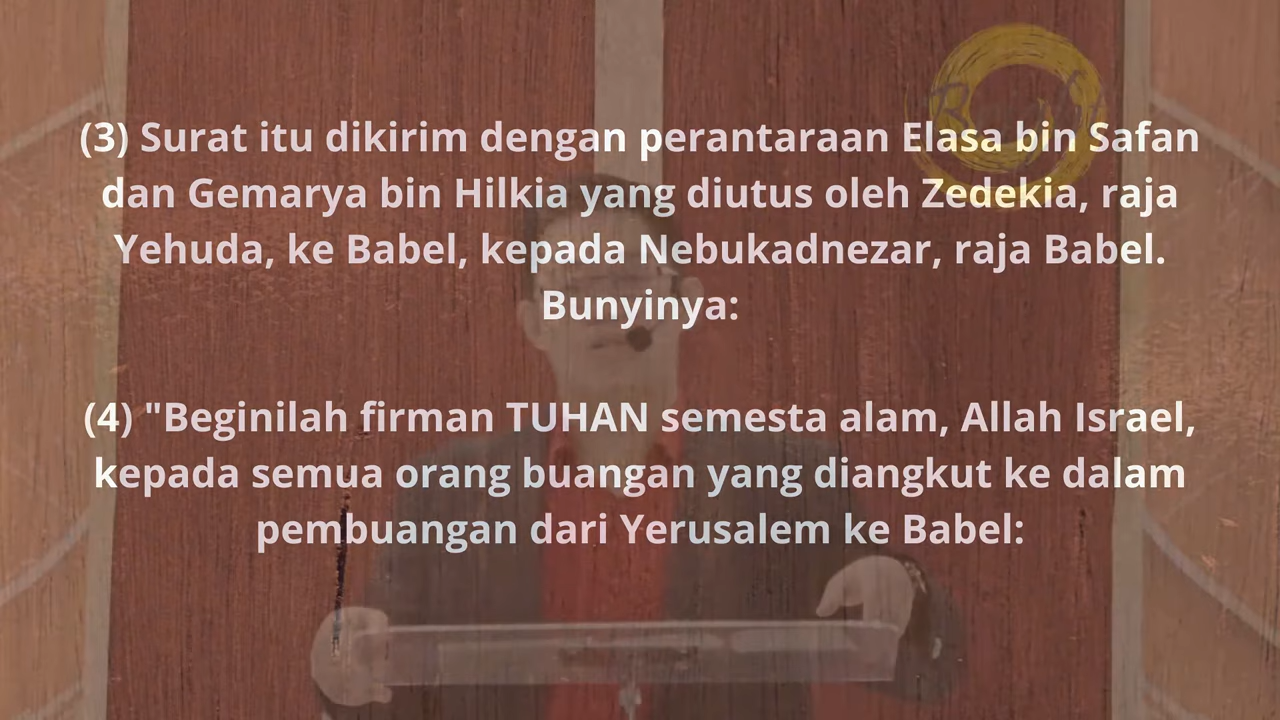 (3) Surat itu dikirim dengan perantaraan Elasa bin Safan
dan Gemarya bin Hilkia yang diutus oleh Zedekia, raja
Yehuda, ke Babel, kepada Nebukadnezar, raja Babel.
Bunyinya:
(4) "Beginilah firman TUHAN semesta alam, Allah Israel,
kepada semua orang buangan yang diangkut ke dalam
pembuangan dari Yerusalem ke Babel: